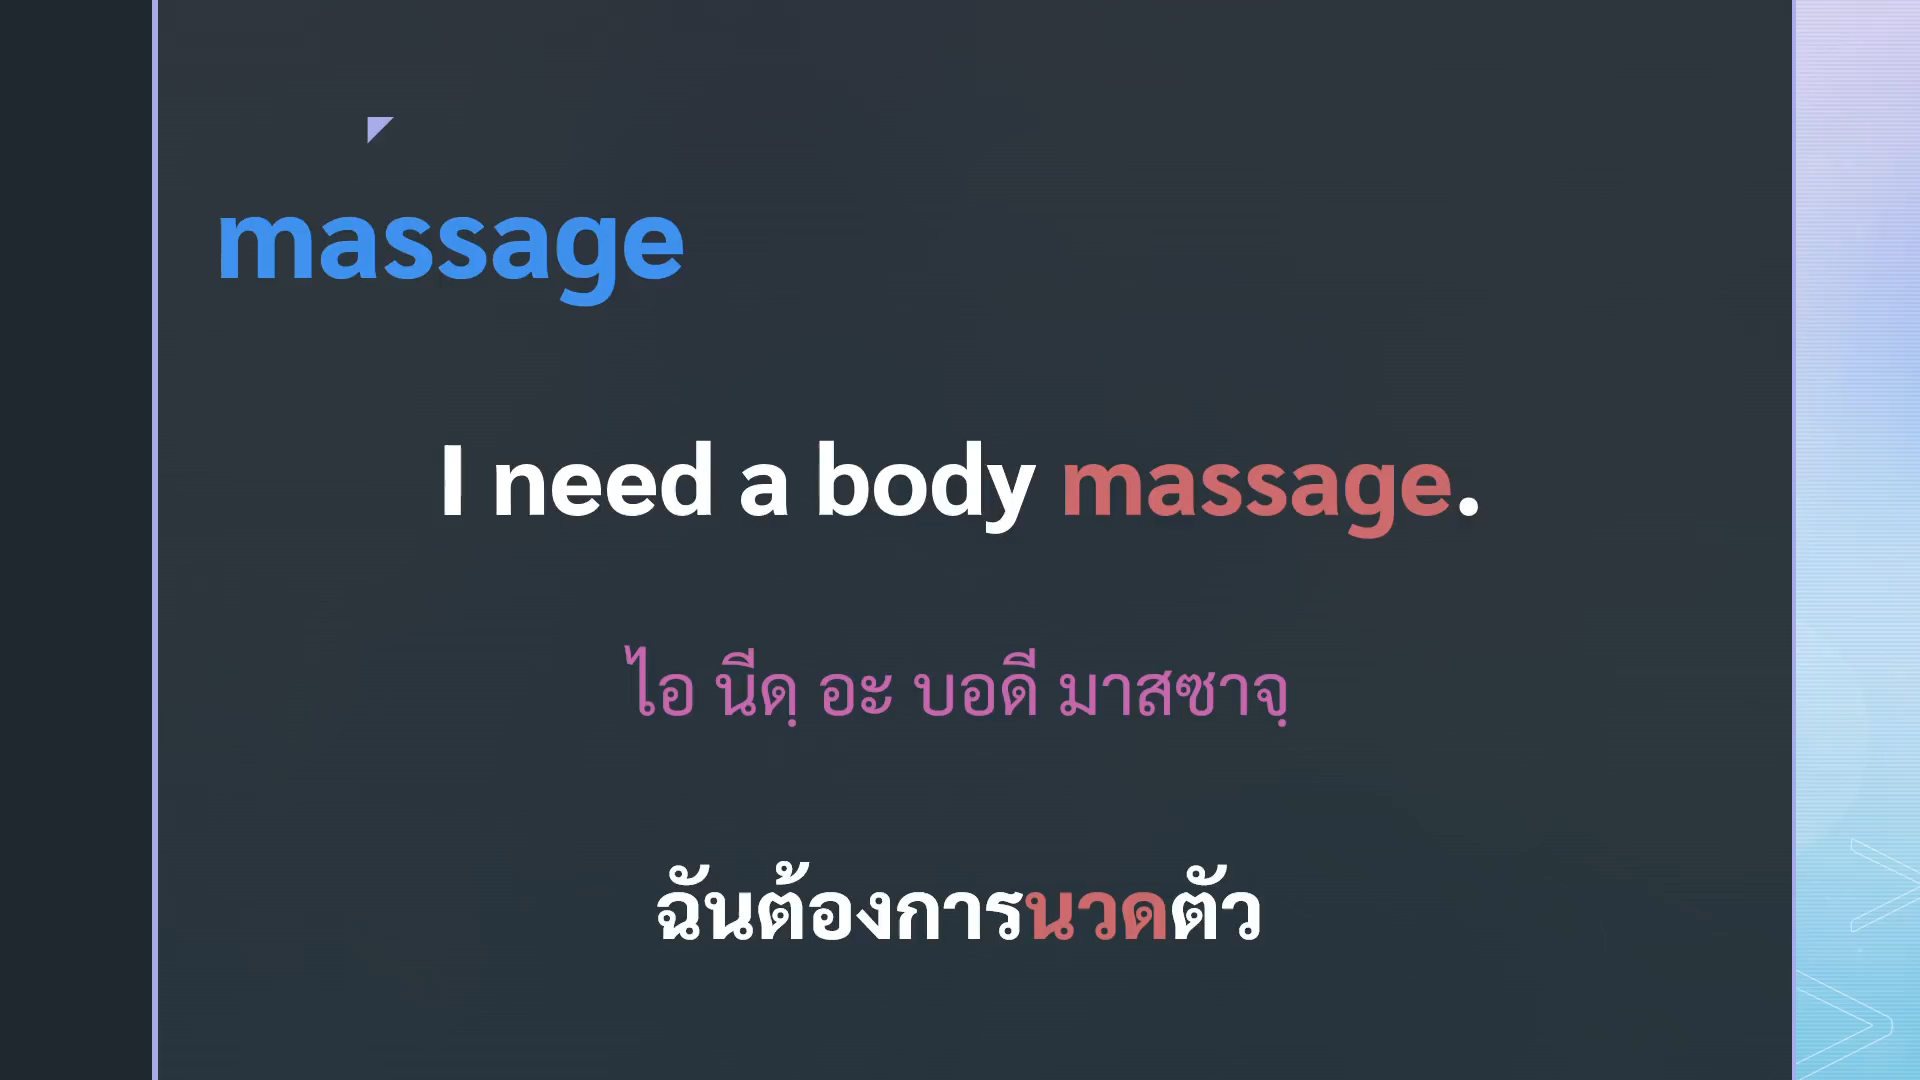 massage
I need a body massage.
ไอ นีดฺ อะ บอดี มาสซาจฺ
ฉันต้องการนวดตัว